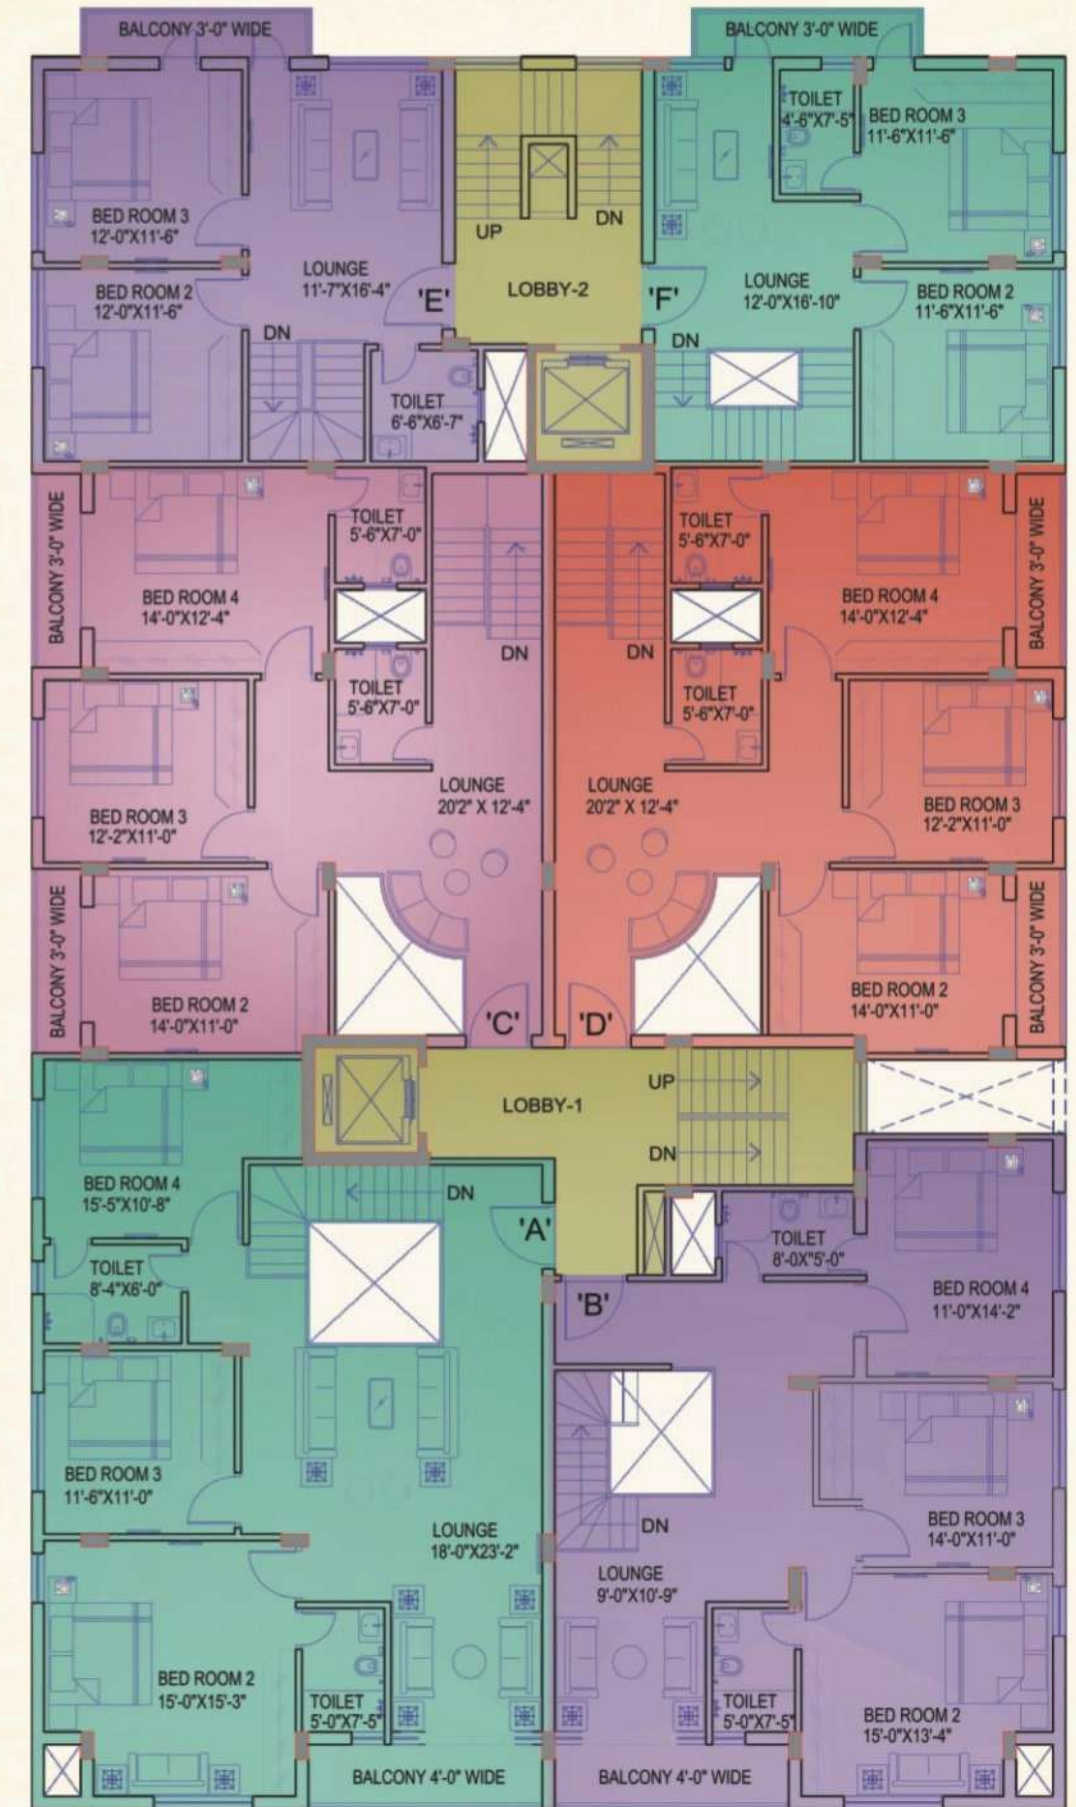 BALCONY 3'-0" WIDE
BALCONY 3'-0" WIDE
BED ROOM 3
12'-0"X11'-6"
BED ROOM 2
12'-0"X11'-6"
LOUNGE
11'-7"X16'-4"
'E'
DN
TOILET
6'-6"X6'-7"
UP
DN
LOBBY-2
'F'
TOILET
4'-6"X7'-5"
BED ROOM 3
11'-6"X11'-6"
LOUNGE
12'-0"X16'-10"
BED ROOM 2
11'-6"X11'-6"
DN
BALCONY 3'-0" WIDE
BED ROOM 4
14'-0"X12'-4"
TOILET
5'-6"X7'-0"
DN
TOILET
5'-6"X7'-0"
BED ROOM 3
12'-2"X11'-0"
LOUNGE
20'2" X 12'-4"
BALCONY 3'-0" WIDE
BED ROOM 2
14'-0"X11'-0"
'C'
TOILET
5'-6"X7'-0"
BED ROOM 4
14'-0"X12'-4"
BALCONY 3'-0" WIDE
DN
TOILET
5'-6"X7'-0"
LOUNGE
20'2" X 12'-4"
BED ROOM 3
12'-2"X11'-0"
BED ROOM 2
14'-0"X11'-0"
BALCONY 3'-0" WIDE
'D'
LOBBY-1
UP
DN
BED ROOM 4
15'-5"X10'-8"
DN
'A'
TOILET
8'-4"X6'-0"
BED ROOM 3
11'-6"X11'-0"
LOUNGE
18'-0"X23'-2"
BED ROOM 2
15'-0"X15'-3"
TOILET
5'-0"X7'-5"
BALCONY 4'-0" WIDE
TOILET
8'-0X"5'-0"
'B'
BED ROOM 4
11'-0"X14'-2"
DN
BED ROOM 3
14'-0"X11'-0"
LOUNGE
9'-0"X10'-9"
TOILET
5'-0"X7'-5"
BED ROOM 2
15'-0"X13'-4"
BALCONY 4'-0" WIDE